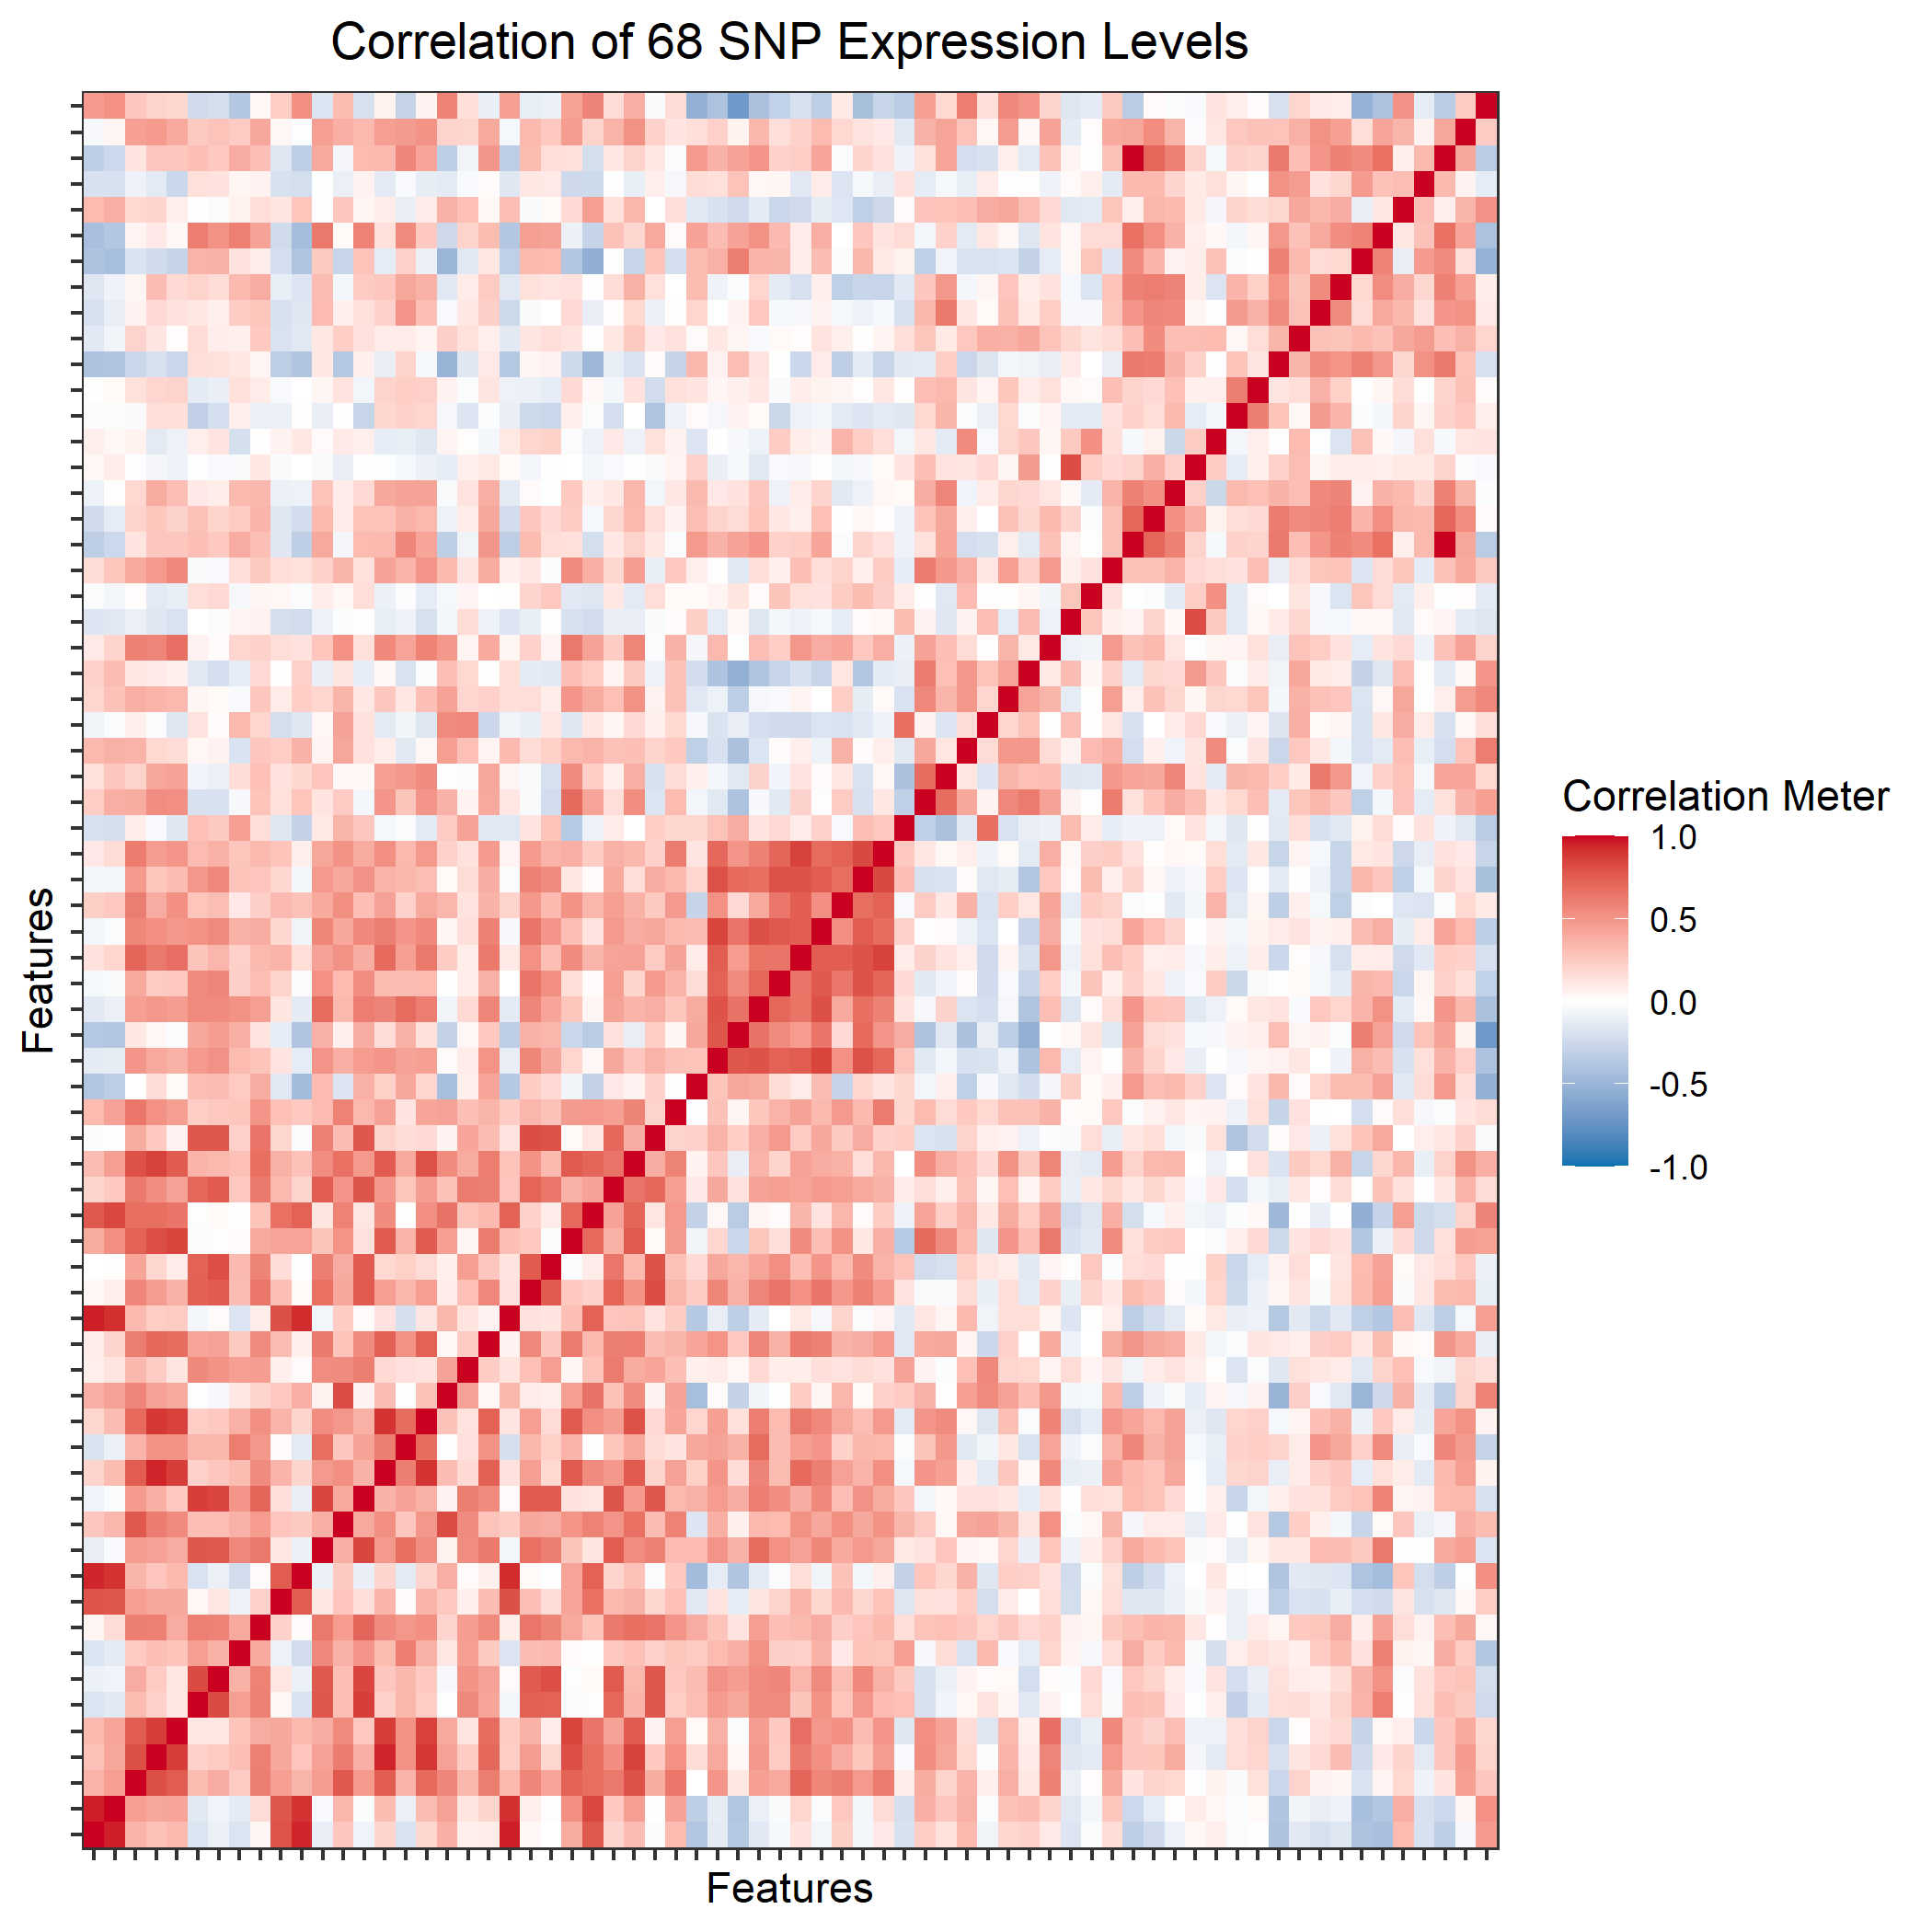 Correlation of 68 SNP Expression Levels
Features
Features
Correlation Meter
1.0
0.5
0.0
-0.5
-1.0